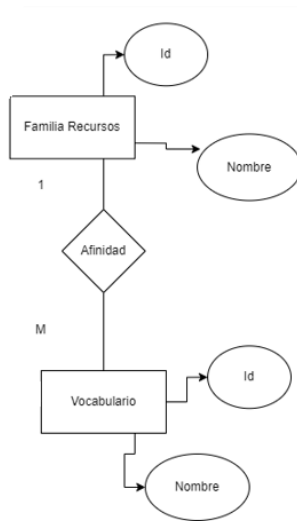 Id
Familia Recursos
Nombre
1
Afinidad
M
Vocabulario
Id
Nombre